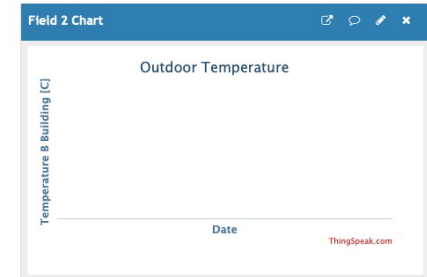 Field 2 Chart
Outdoor Temperature
Temperature B Building [C]
Date
ThingSpeak.com